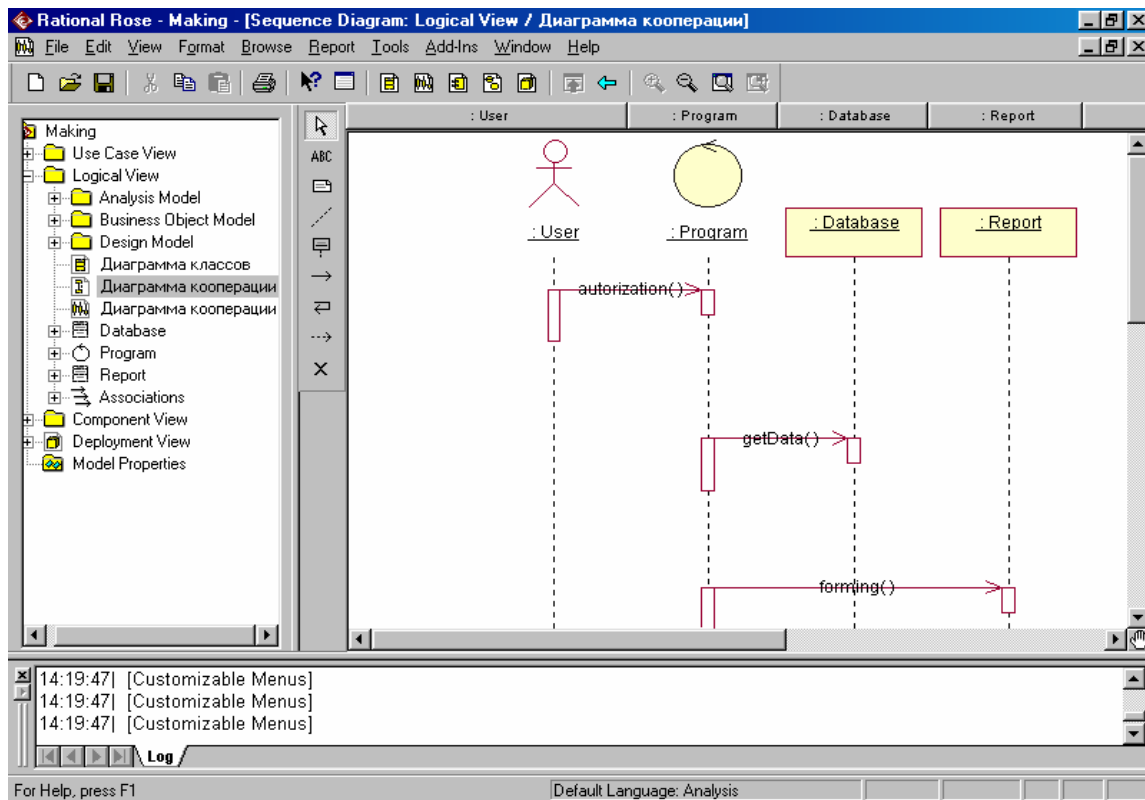 Rational Rose - Making - [Sequence Diagram: Logical View / Диаграмма кооперации]
File Edit View Format Browse Report Tools Add-Ins Window Help
: User : Program : Database : Report
Making
Use Case View
Logical View
Analysis Model
Business Object Model
Design Model
Диаграмма классов
Диаграмма кооперации
Диаграмма кооперации
Database
Program
Report
Associations
Component View
Deployment View
Model Properties
ABC
: User : Program : Database : Report
autorization()
getData()
forming()
14:19:47| [Customizable Menus]
14:19:47| [Customizable Menus]
14:19:47| [Customizable Menus]
Log
For Help, press F1 Default Language: Analysis